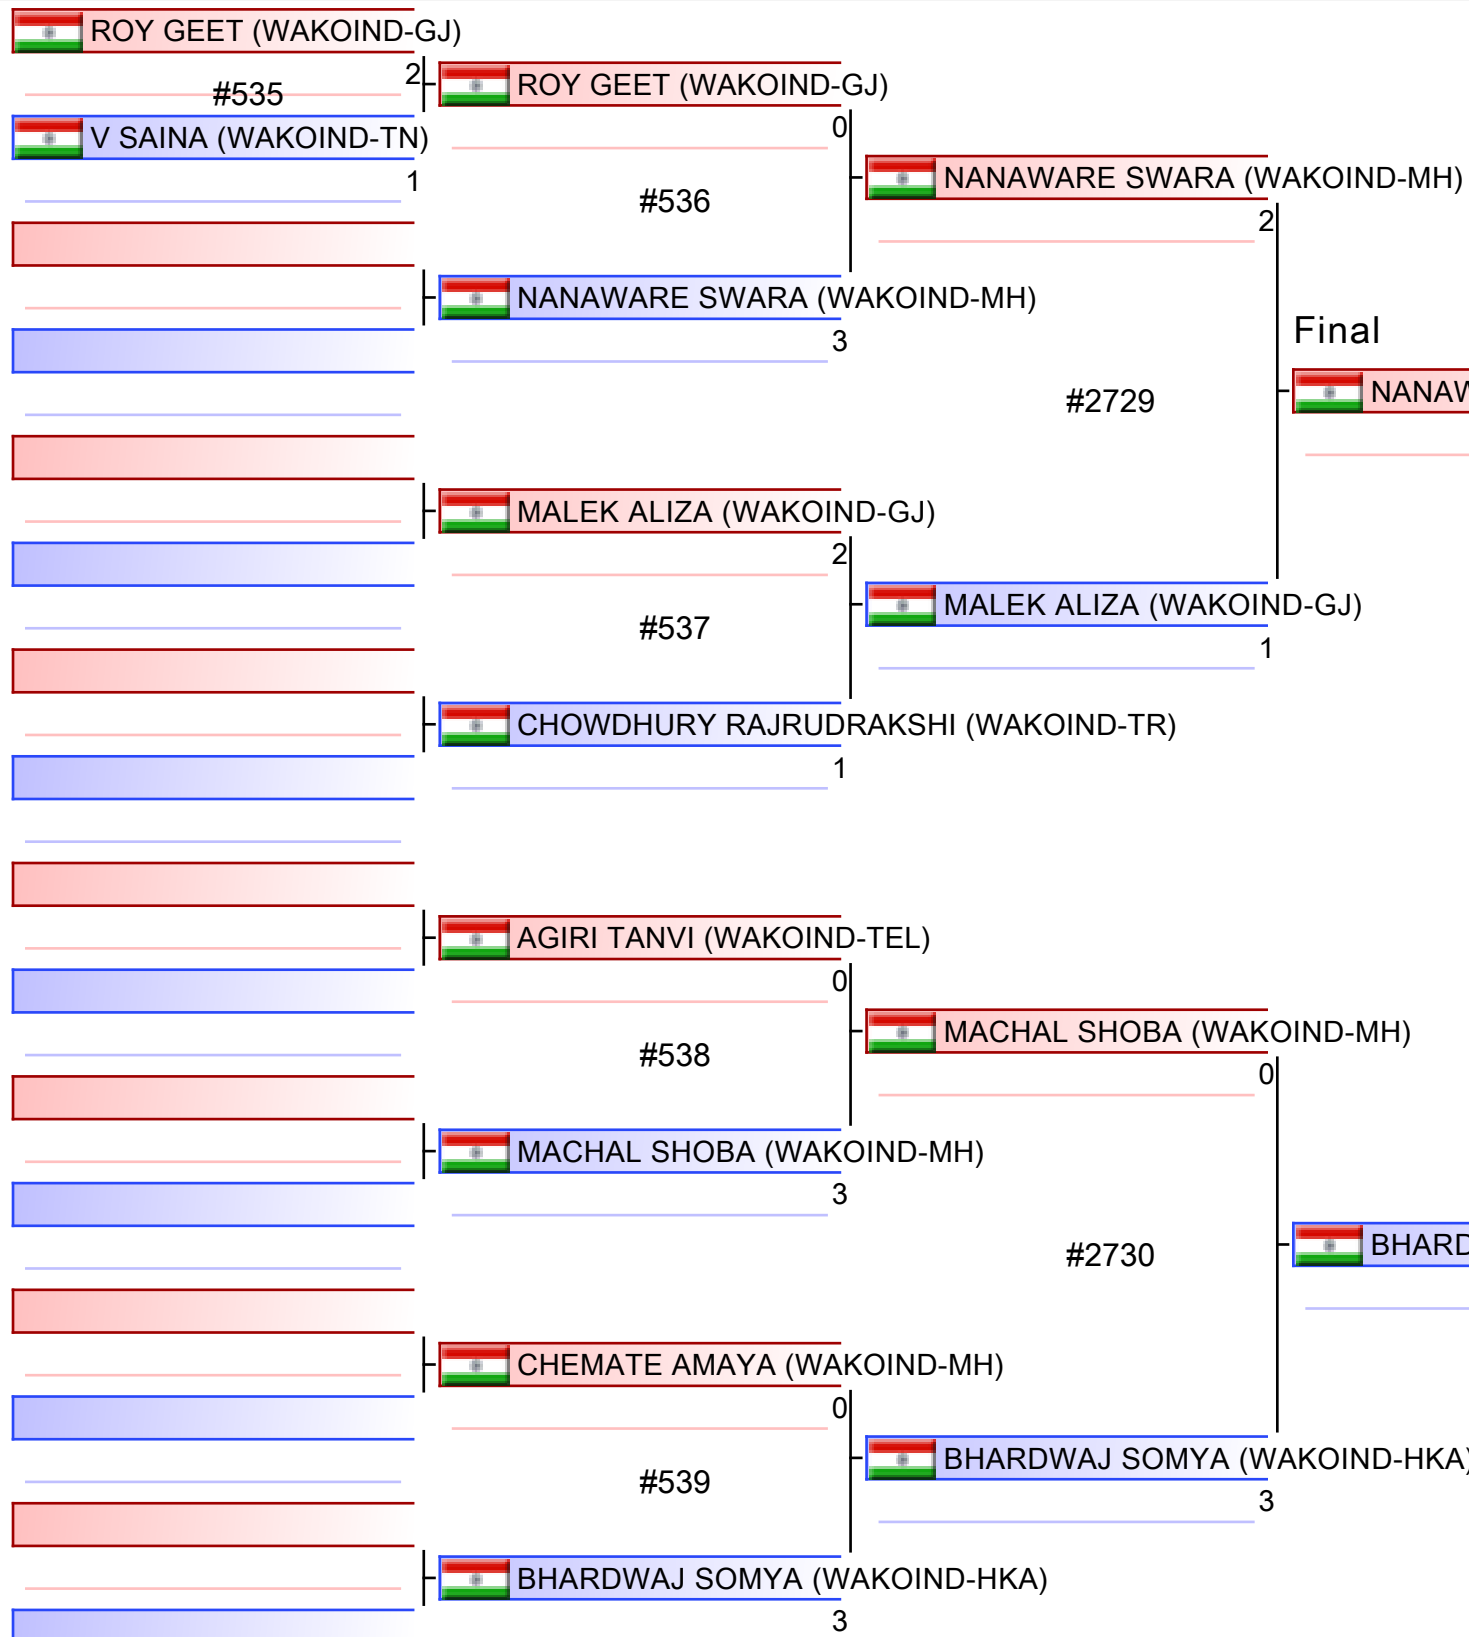 ROY GEET (WAKOIND-GJ)
2
#535
V SAINA (WAKOIND-TN)
1
ROY GEET (WAKOIND-GJ)
0
#536
NANAWARE SWARA (WAKOIND-MH)
3
MALEK ALIZA (WAKOIND-GJ)
2
#537
CHOWDHURY RAJRUDRAKSHI (WAKOIND-TR)
1
AGIRI TANVI (WAKOIND-TEL)
0
#538
MACHAL SHOBA (WAKOIND-MH)
3
CHEMATE AMAYA (WAKOIND-MH)
0
#539
BHARDWAJ SOMYA (WAKOIND-HKA)
3
NANAWARE SWARA (WAKOIND-MH)
2
#2729
MALEK ALIZA (WAKOIND-GJ)
1
MACHAL SHOBA (WAKOIND-MH)
0
#2730
BHARDWAJ SOMYA (WAKOIND-HKA)
3
Final